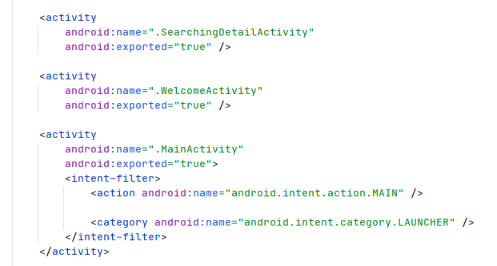 <activity
android:name=".SearchingDetailActivity"
android:exported="true" />
<activity
android:name=".WelcomeActivity"
android:exported="true" />
<activity
android:name=".MainActivity"
android:exported="true">
<intent-filter>
<action android:name="android.intent.action.MAIN" />
<category android:name="android.intent.category.LAUNCHER" />
</intent-filter>
</activity>